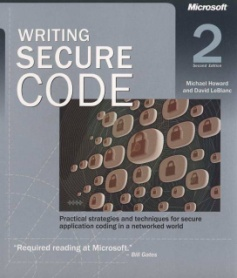 Microsoft
WRITING
SECURE
CODE
2
Second Edition
Michael Howard
and David LeBlanc
Practical strategies and techniques for secure
application coding in a networked world
"Required reading at Microsoft."
– Bill Gates